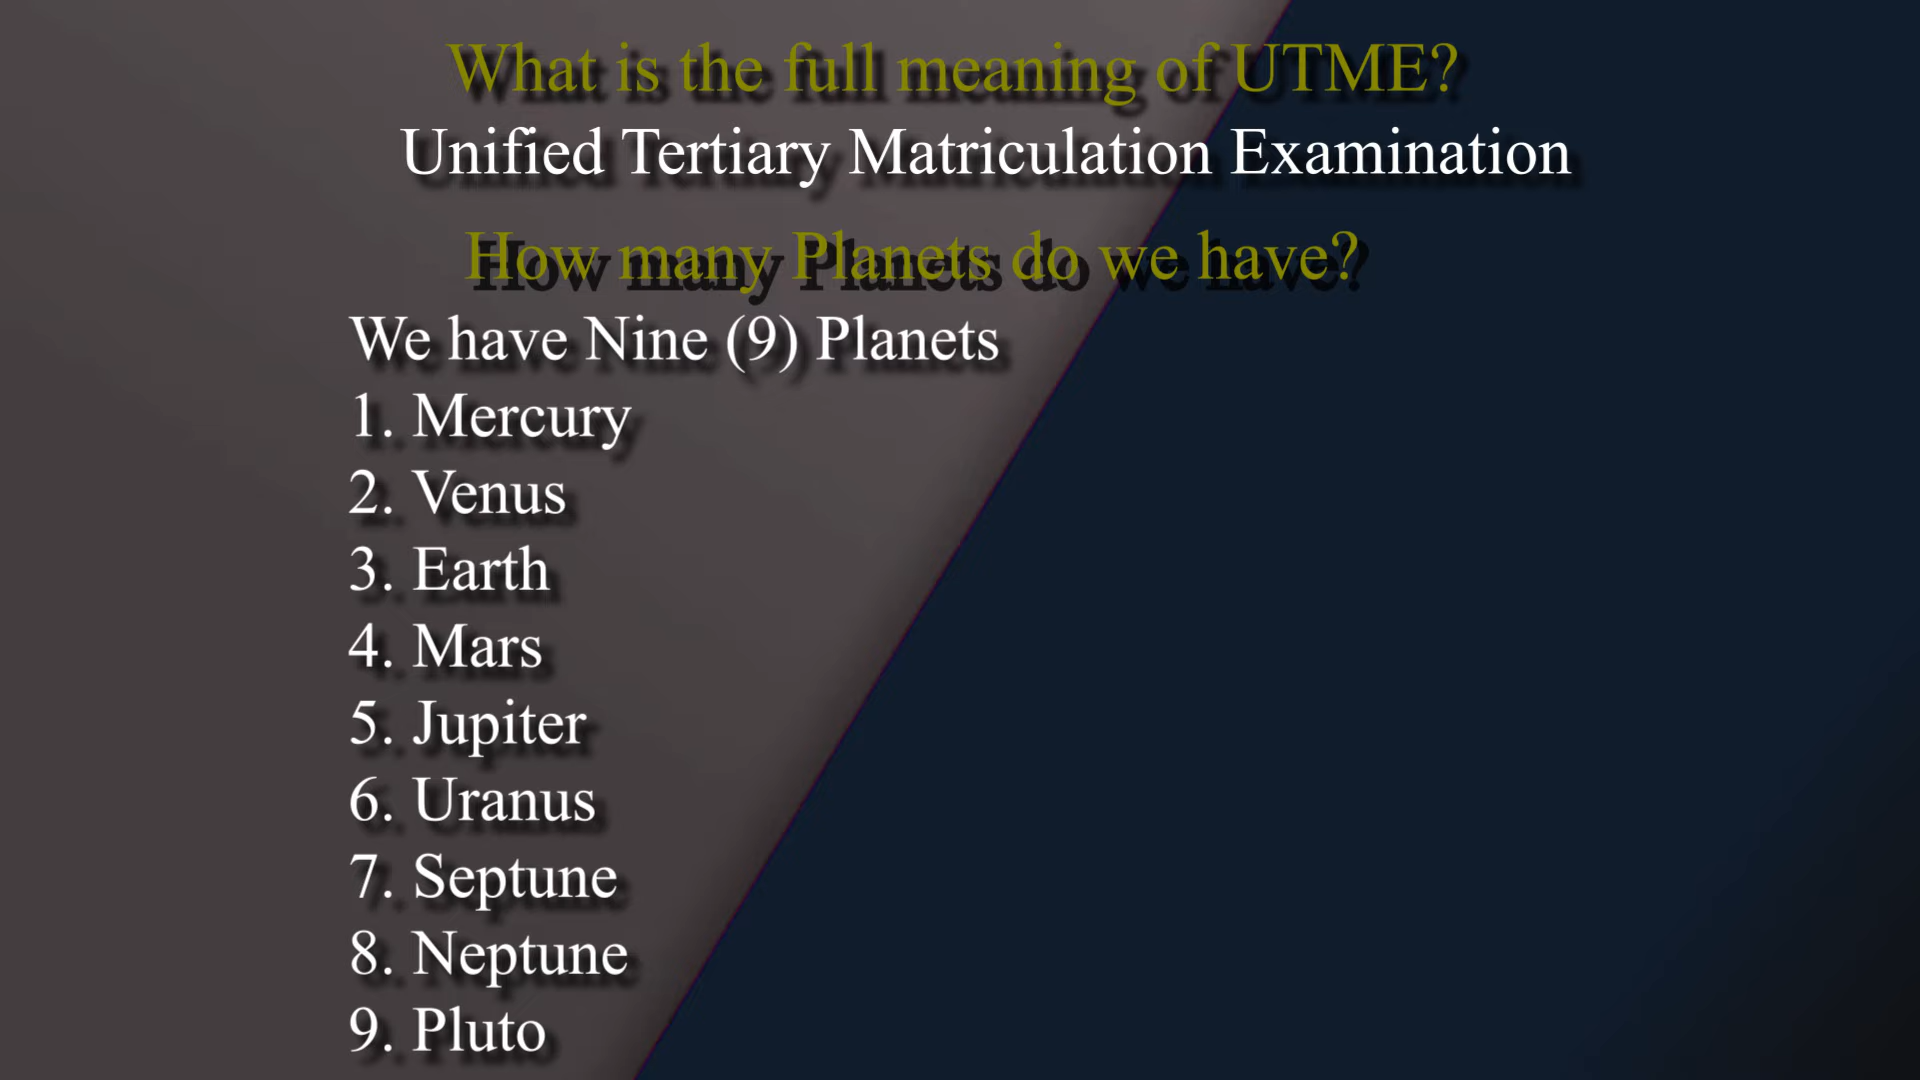 What is the full meaning of UTME?
Unified Tertiary Matriculation Examination
How many Planets do we have?
We have Nine (9) Planets
1. Mercury
2. Venus
3. Earth
4. Mars
5. Jupiter
6. Uranus
7. Septune
8. Neptune
9. Pluto